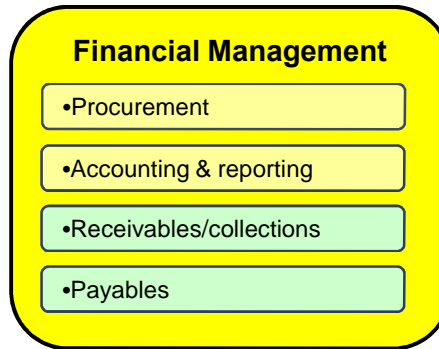 Financial Management
•Procurement
•Accounting & reporting
•Receivables/collections
•Payables